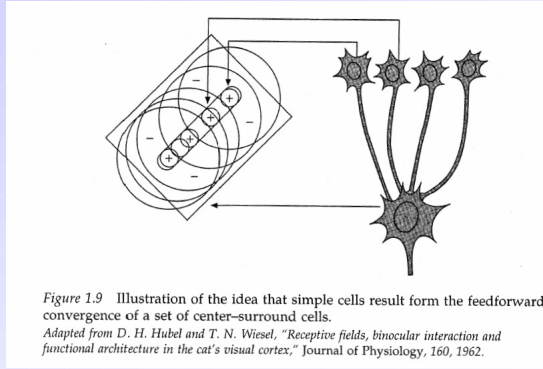 Figure 1.9 Illustration of the idea that simple cells result form the feedforward
convergence of a set of center–surround cells.
Adapted from D. H. Hubel and T. N. Wiesel, "Receptive fields, binocular interaction and
functional architecture in the cat's visual cortex," Journal of Physiology, 160, 1962.